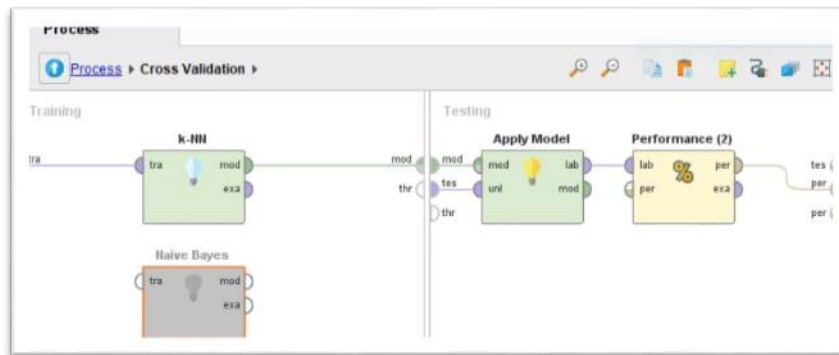 Process
Process ▸ Cross Validation ▸
Training
k-NN
tra
tra
mod
exa
mod
thr
Naive Bayes
tra
mod
exa
Testing
Apply Model
Performance (2)
mod
tes
thr
mod
unl
lab
mod
lab
per
%
per
exa
tes
per
per